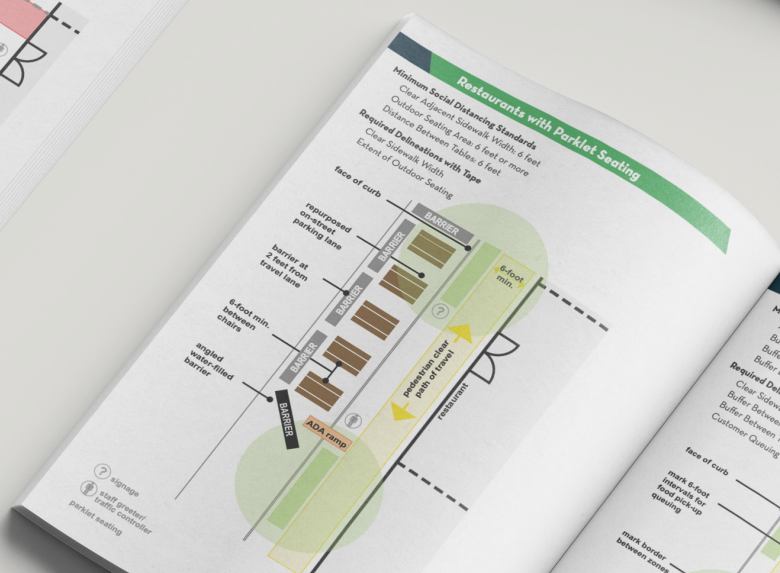 Restaurants with Parklet Seating
Minimum Social Distancing Standards
Clear Adjacent Sidewalk Width: 6 feet
Outdoor Seating Area: 6 feet or more
Distance Between Tables: 6 feet
Required Delineations with Tape
Clear Sidewalk Width
Extent of Outdoor Seating
face of curb
BARRIER
repurposed
on-street
parking lane
BARRIER
6-foot
min.
barrier at
2 feet from
travel lane
BARRIER
?
6-foot min.
between
chairs
BARRIER
pedestrian clear
path of travel
restaurant
angled
water-filled
barrier
BARRIER
ADA ramp
? signage
staff greeter/
traffic controller
parklet seating
face of curb
mark 6-foot
intervals for
food pick-up
queuing
mark border
between zones
Clear Sidew
Buffer Between
Buffer Between
Customer Queuing